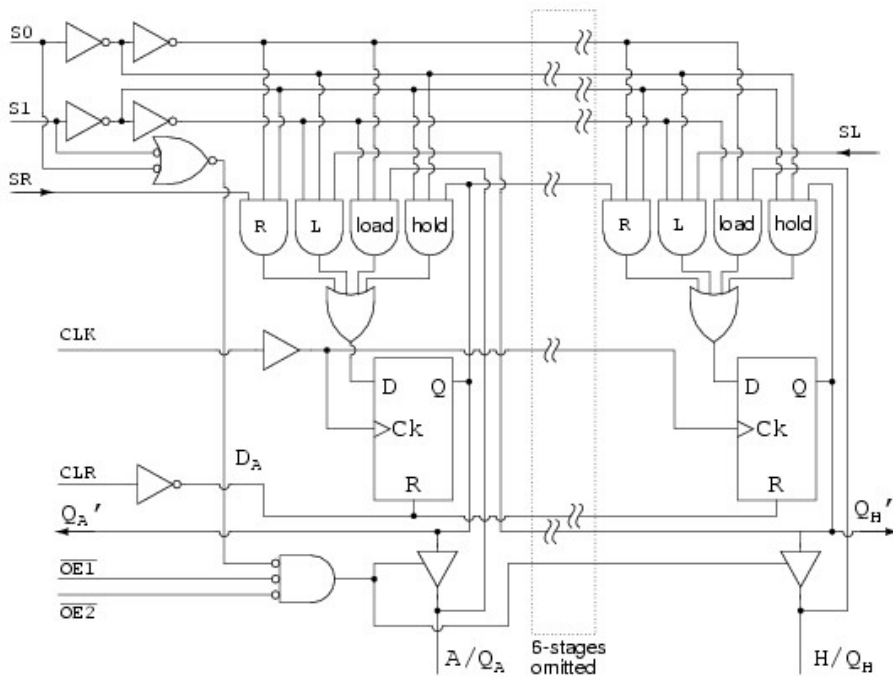 S0
S1
SL
SR
R L load hold
R L load hold
CLK
D Q
Ck
R
D Q
Ck
R
CLR
D_A
Q_A′
Q_H′
OE1
OE2
A/Q_A
6-stages
omitted
H/Q_H